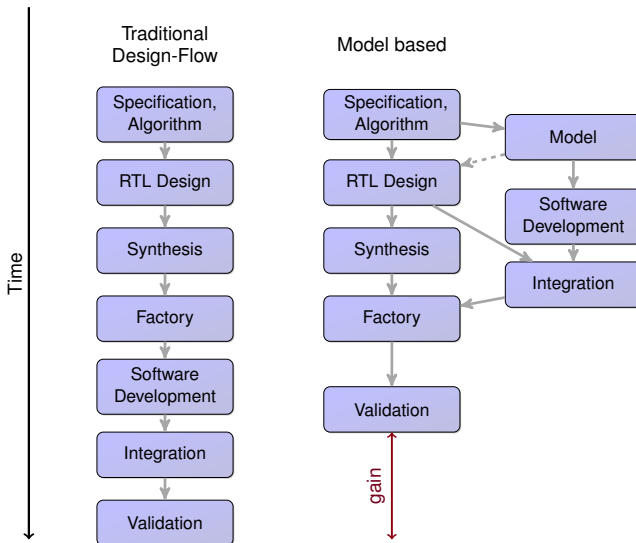 Time
Traditional
Design-Flow
Specification,
Algorithm
RTL Design
Synthesis
Factory
Software
Development
Integration
Validation
Model based
Specification,
Algorithm
RTL Design
Synthesis
Factory
Validation
gain
Model
Software
Development
Integration